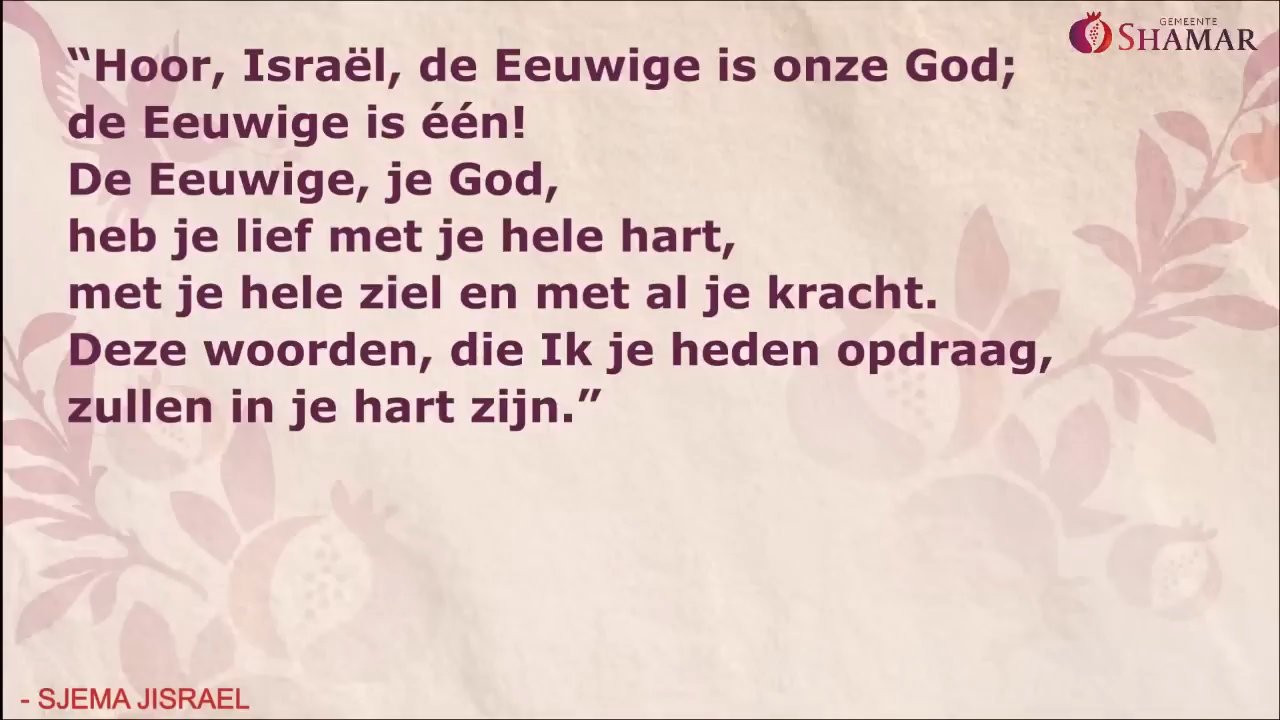 GEMEENTE
SHAMAR
“Hoor, Israël, de Eeuwige is onze God;
de Eeuwige is één!
De Eeuwige, je God,
heb je lief met je hele hart,
met je hele ziel en met al je kracht.
Deze woorden, die Ik je heden opdraag,
zullen in je hart zijn.”
- SJEMA JISRAEL